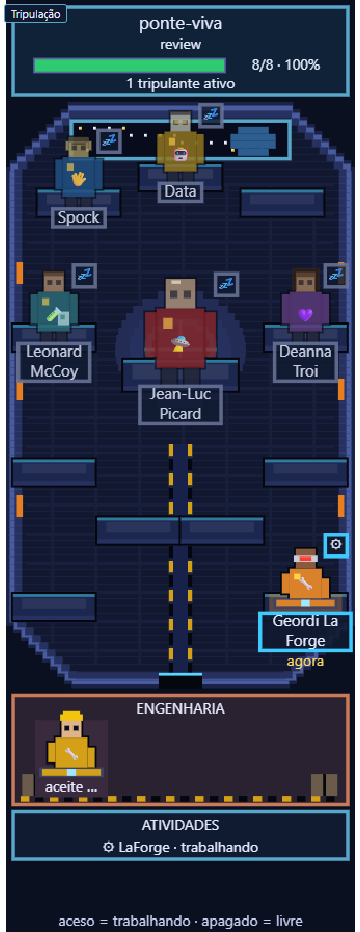 Tripulação
ponte-viva
review
8/8 · 100%
1 tripulante ativo
Spock
Data
Leonard
McCoy
Jean-Luc
Picard
Deanna
Troi
Geordi La
Forge
agora
ENGENHARIA
aceite ...
ATIVIDADES
⚙ LaForge · trabalhando
aceso = trabalhando · apagado = livre